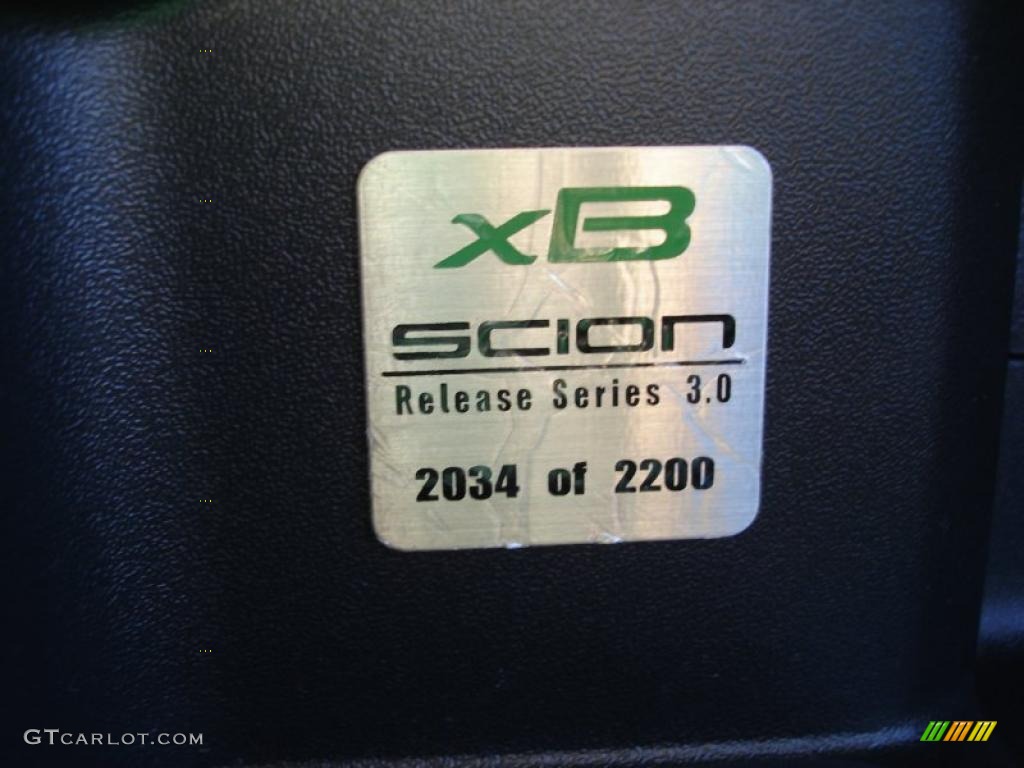 xB
SCION
Release Series 3.0
2034 of 2200
GTCARLOT.COM